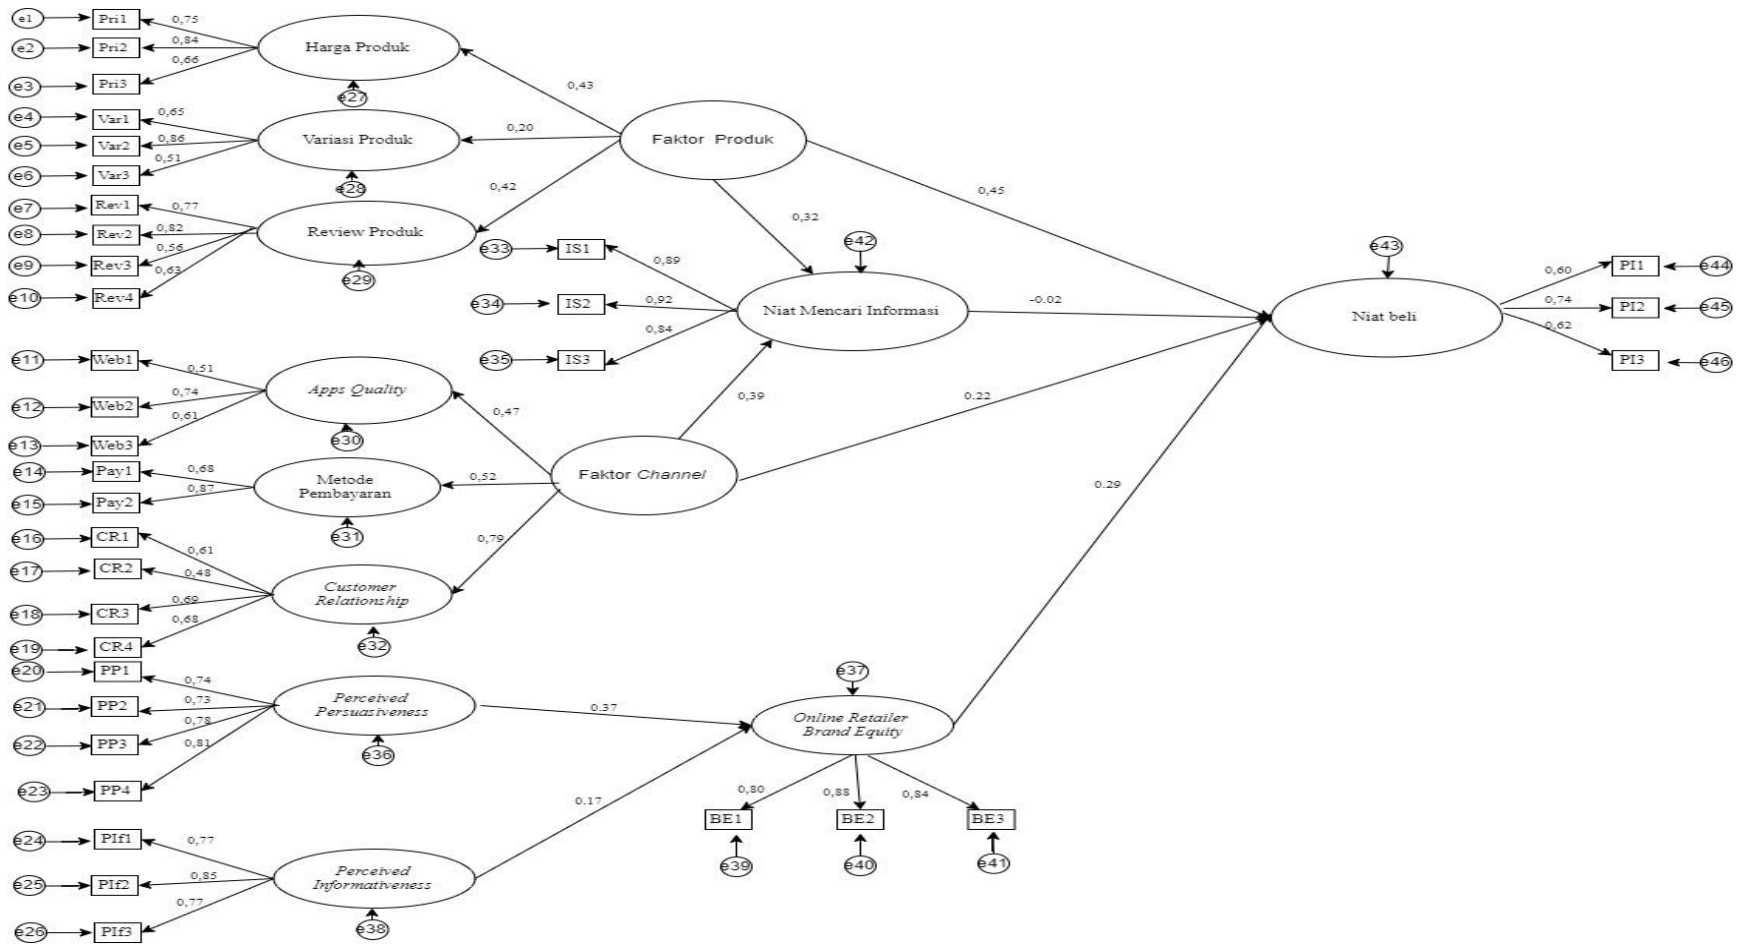 e1 Pri1 0,75
e2 Pri2 0,84
e3 Pri3 0,66
Harga Produk
e27
e4 Var1 0,65
e5 Var2 0,86
e6 Var3 0,51
Variasi Produk
e28
e7 Rev1 0,77
e8 Rev2 0,82
e9 Rev3 0,56
e10 Rev4 0,63
Review Produk
e29
0,43
0,20
0,42
Faktor Produk
0,45
0,32
e33 IS1 0,89
e34 IS2 0,92
e35 IS3 0,84
e42
Niat Mencari Informasi
-0.02
e43
Niat beli
0,60 PI1 e44
0,74 PI2 e45
0,62 PI3 e46
e11 Web1 0,51
e12 Web2 0,74
e13 Web3 0,61
Apps Quality
e30
e14 Pay1 0,68
e15 Pay2 0,87
Metode
Pembayaran
e31
e16 CR1 0,61
e17 CR2 0,48
e18 CR3 0,69
e19 CR4 0,68
Customer
Relationship
e32
0,47
0,52
0,79
Faktor Channel
0,39
0.22
0.29
e20 PP1 0,74
e21 PP2 0,73
e22 PP3 0,78
e23 PP4 0,81
Perceived
Persuasiveness
e36
0.37
e37
Online Retailer
Brand Equity
0,80 0,88 0,84
BE1 BE2 BE3
e39 e40 e41
0.17
e24 PIf1 0,77
e25 PIf2 0,85
e26 PIf3 0,77
Perceived
Informativeness
e38